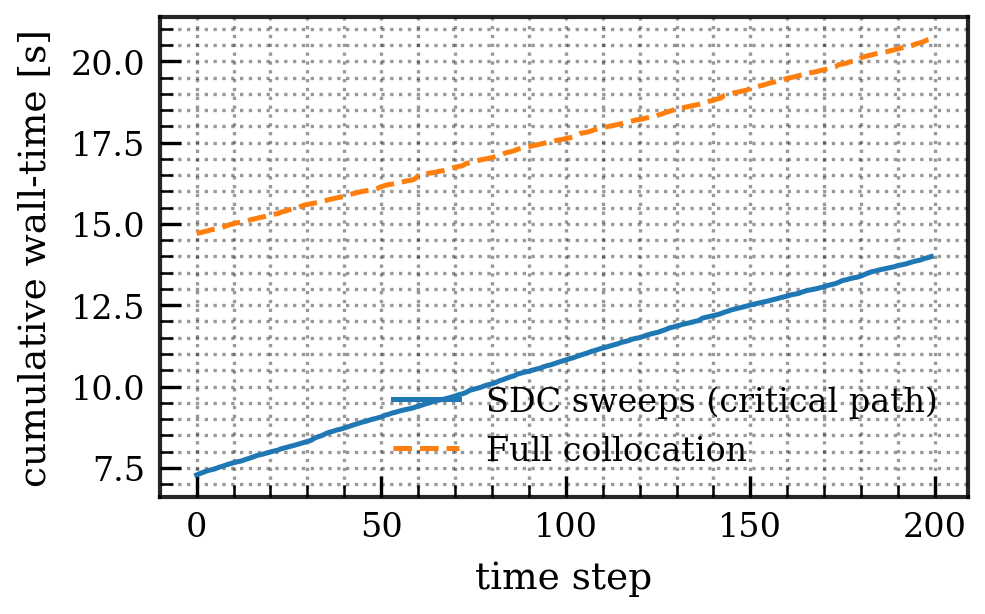 cumulative wall-time [s]
20.0
17.5
15.0
12.5
10.0
7.5
SDC sweeps (critical path)
Full collocation
0 50 100 150 200
time step